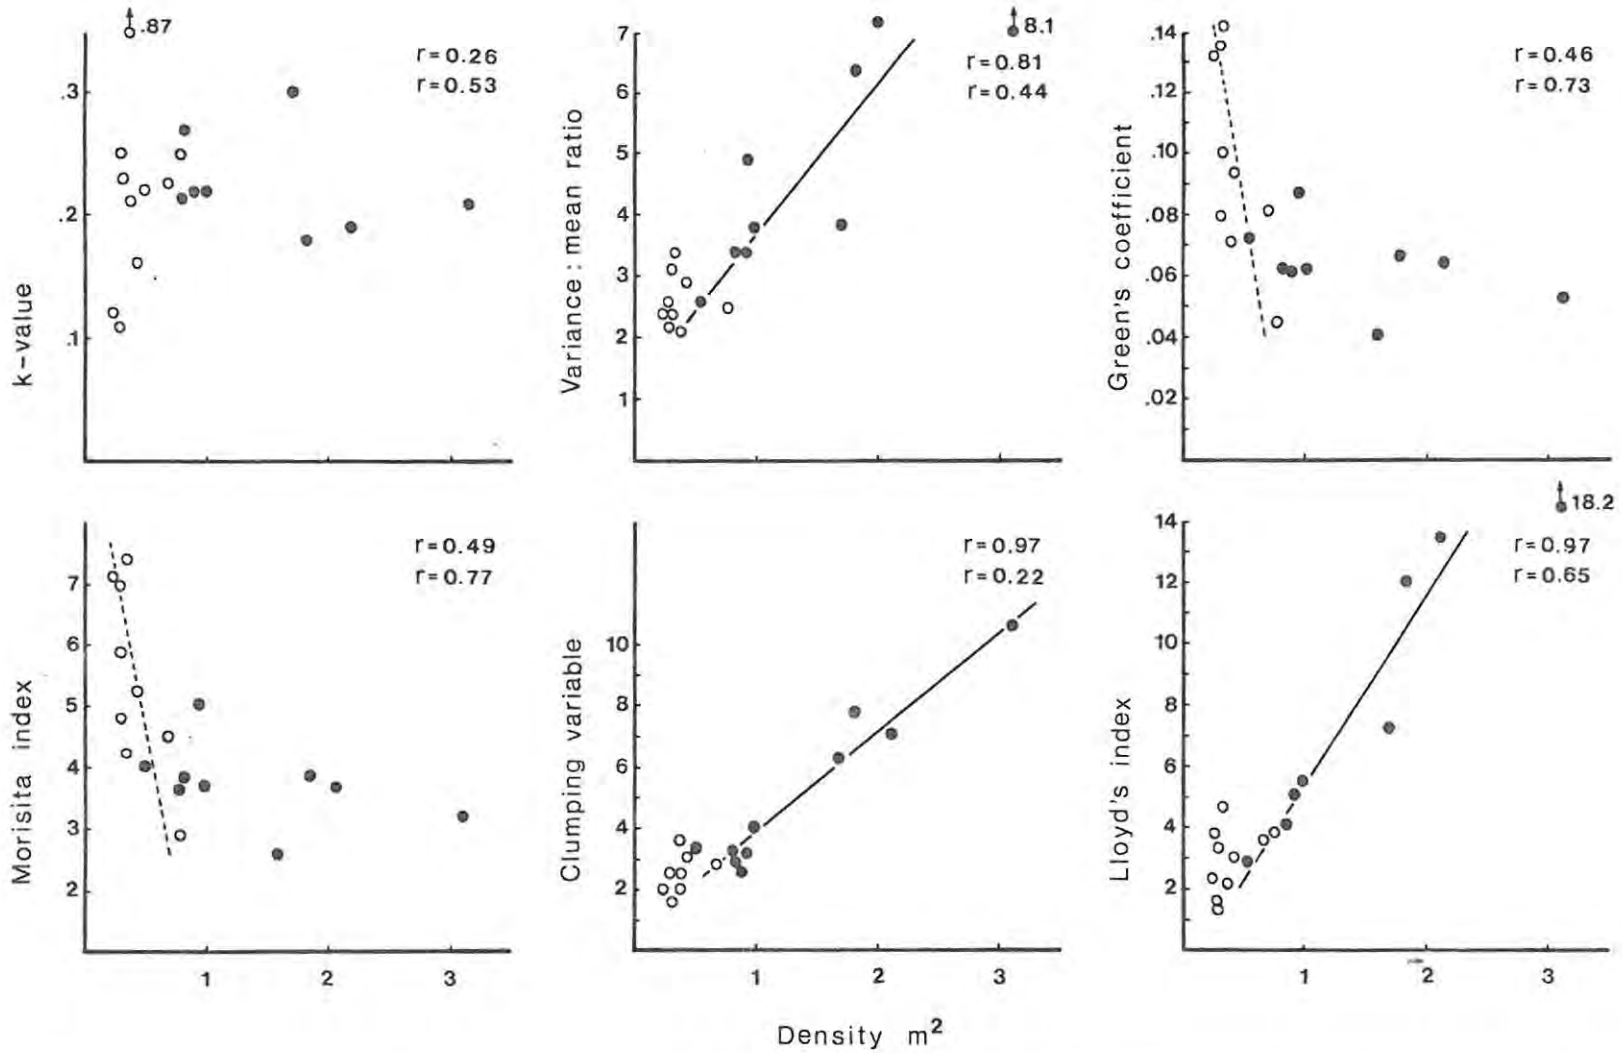 .87
r=0.26
r=0.53
.3
.2
.1
k-value
8.1
r=0.81
r=0.44
7
6
5
4
3
2
1
Variance:mean ratio
r=0.46
r=0.73
.14
.12
.10
.08
.06
.04
.02
Green's coefficient
r=0.49
r=0.77
7
6
5
4
3
2
Morisita index
1 2 3
r=0.97
r=0.22
10
8
6
4
2
Clumping variable
1 2 3
18.2
r=0.97
r=0.65
14
12
10
8
6
4
2
Lloyd's index
1 2 3
Density m²